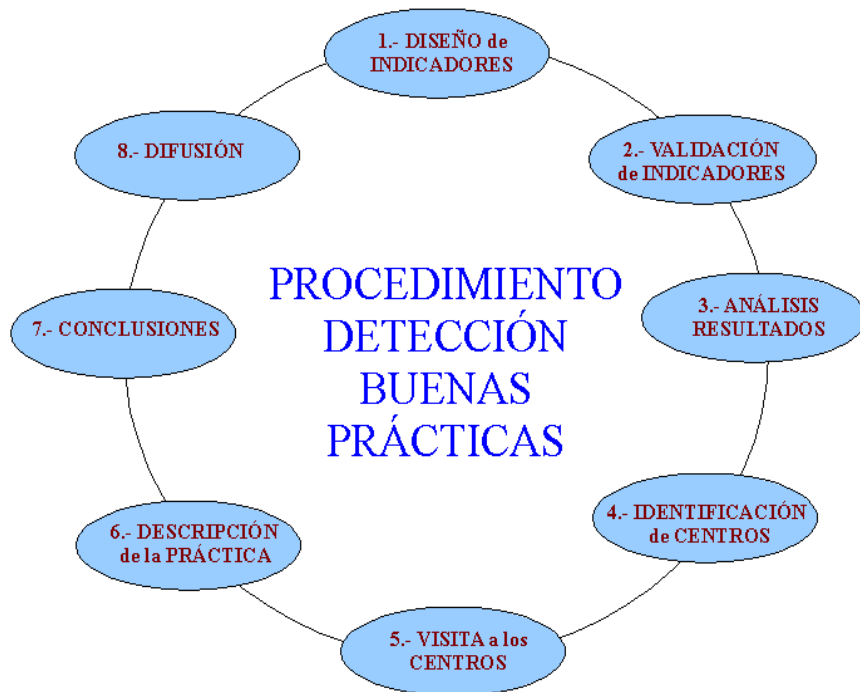 1.- DISEÑO de
INDICADORES
2.- VALIDACIÓN
de INDICADORES
3.- ANÁLISIS
RESULTADOS
4.- IDENTIFICACIÓN
de CENTROS
5.- VISITA a los
CENTROS
6.- DESCRIPCIÓN
de la PRÁCTICA
7.- CONCLUSIONES
8.- DIFUSIÓN
PROCEDIMIENTO
DETECCIÓN
BUENAS
PRÁCTICAS